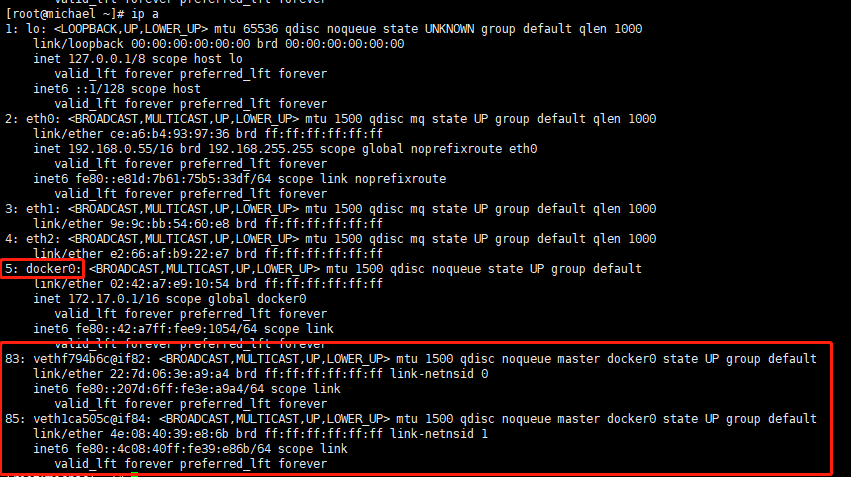 [root@michael ~]# ip a
1: lo: <LOOPBACK,UP,LOWER_UP> mtu 65536 qdisc noqueue state UNKNOWN group default qlen 1000
    link/loopback 00:00:00:00:00:00 brd 00:00:00:00:00:00
    inet 127.0.0.1/8 scope host lo
       valid_lft forever preferred_lft forever
    inet6 ::1/128 scope host
       valid_lft forever preferred_lft forever
2: eth0: <BROADCAST,MULTICAST,UP,LOWER_UP> mtu 1500 qdisc mq state UP group default qlen 1000
    link/ether ce:a6:b4:93:97:36 brd ff:ff:ff:ff:ff:ff
    inet 192.168.0.55/16 brd 192.168.255.255 scope global noprefixroute eth0
       valid_lft forever preferred_lft forever
    inet6 fe80::e81d:7b61:75b5:33df/64 scope link noprefixroute
       valid_lft forever preferred_lft forever
3: eth1: <BROADCAST,MULTICAST,UP,LOWER_UP> mtu 1500 qdisc mq state UP group default qlen 1000
    link/ether 9e:9c:bb:54:60:e8 brd ff:ff:ff:ff:ff:ff
4: eth2: <BROADCAST,MULTICAST,UP,LOWER_UP> mtu 1500 qdisc mq state UP group default qlen 1000
    link/ether e2:66:af:b9:22:e7 brd ff:ff:ff:ff:ff:ff
5: docker0: <BROADCAST,MULTICAST,UP,LOWER_UP> mtu 1500 qdisc noqueue state UP group default
    link/ether 02:42:a7:e9:10:54 brd ff:ff:ff:ff:ff:ff
    inet 172.17.0.1/16 scope global docker0
       valid_lft forever preferred_lft forever
    inet6 fe80::42:a7ff:fee9:1054/64 scope link
       valid_lft forever preferred_lft forever
83: vethf794b6c@if82: <BROADCAST,MULTICAST,UP,LOWER_UP> mtu 1500 qdisc noqueue master docker0 state UP group default
    link/ether 22:7d:06:3e:a9:a4 brd ff:ff:ff:ff:ff:ff link-netnsid 0
    inet6 fe80::207d:6ff:fe3e:a9a4/64 scope link
       valid_lft forever preferred_lft forever
85: veth1ca505c@if84: <BROADCAST,MULTICAST,UP,LOWER_UP> mtu 1500 qdisc noqueue master docker0 state UP group default
    link/ether 4e:08:40:39:e8:6b brd ff:ff:ff:ff:ff:ff link-netnsid 1
    inet6 fe80::4c08:40ff:fe39:e86b/64 scope link
       valid_lft forever preferred_lft forever